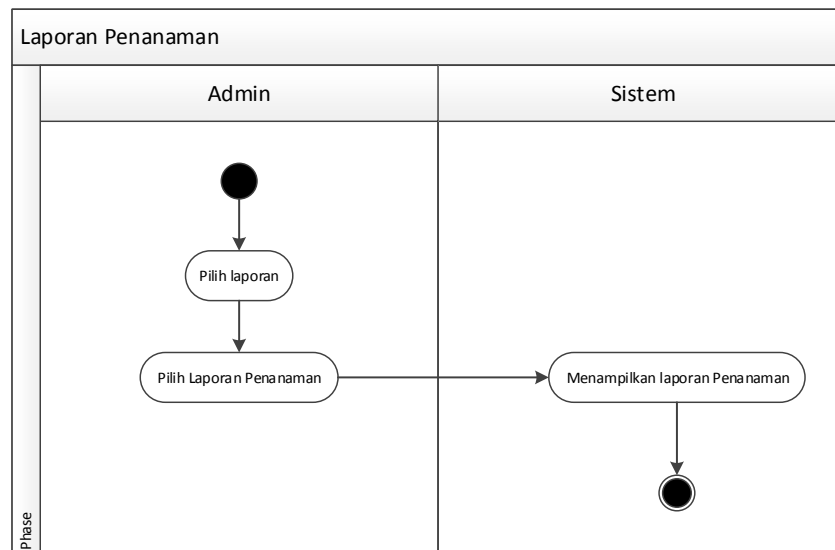 Laporan Penanaman
Admin
Sistem
Pilih laporan
Pilih Laporan Penanaman
Menampilkan laporan Penanaman
Phase